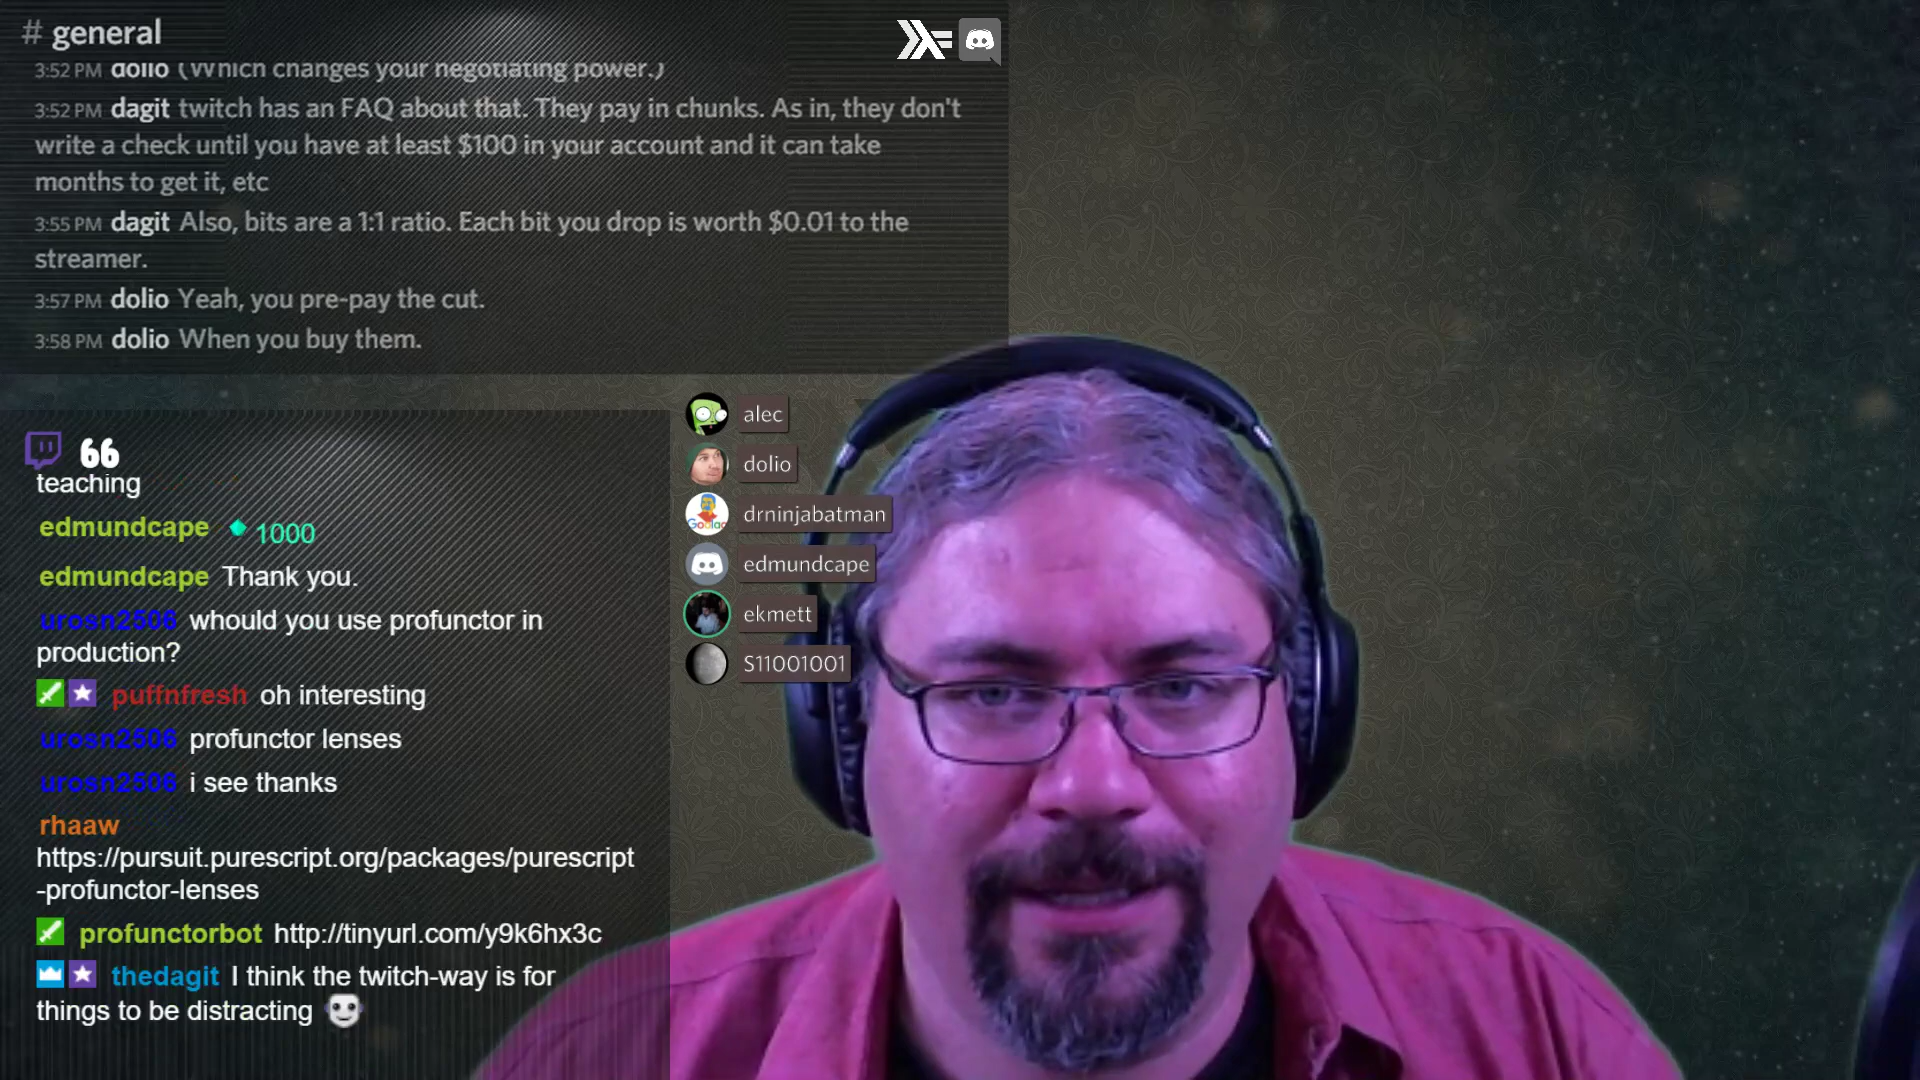 # general
3:52 PM dolio (Which changes your negotiating power.)
3:52 PM dagit twitch has an FAQ about that. They pay in chunks. As in, they don't
write a check until you have at least $100 in your account and it can take
months to get it, etc
3:55 PM dagit Also, bits are a 1:1 ratio. Each bit you drop is worth $0.01 to the
streamer.
3:57 PM dolio Yeah, you pre-pay the cut.
3:58 PM dolio When you buy them.
66
teaching
edmundcape 1000
edmundcape Thank you.
urosn2506 whould you use profunctor in
production?
puffnfresh oh interesting
urosn2506 profunctor lenses
urosn2506 i see thanks
rhaaw
https://pursuit.purescript.org/packages/purescript
-profunctor-lenses
profunctorbot http://tinyurl.com/y9k6hx3c
thedagit I think the twitch-way is for
things to be distracting
alec
dolio
drninjabatman
edmundcape
ekmett
S11001001